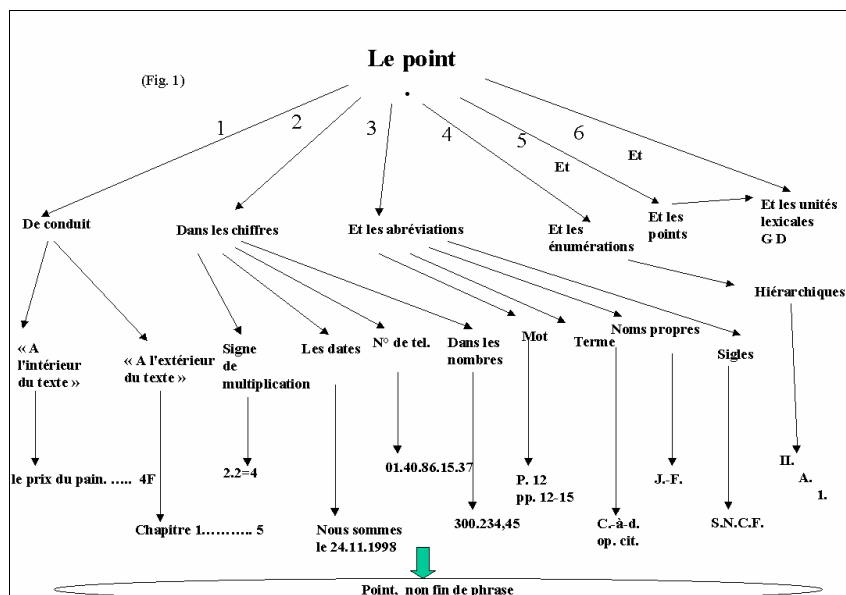 Le point
(Fig. 1)
.
1
2
3
4
5
6
Et
Et
De conduit
Dans les chiffres
Et les abréviations
Et les
énumérations
Et les
points
Et les unités
lexicales
G D
Hiérarchiques
« A
l'intérieur
du texte »
« A l'extérieur
du texte »
Signe
de
multiplication
Les dates
N° de tel.
Dans les
nombres
Mot
Terme
Noms propres
Sigles
le prix du pain. ….. 4F
Chapitre 1……….. 5
2.2=4
Nous sommes
le 24.11.1998
01.40.86.15.37
300.234,45
P. 12
pp. 12-15
C.-à-d.
op. cit.
J.-F.
S.N.C.F.
II.
A.
1.
Point, non fin de phrase